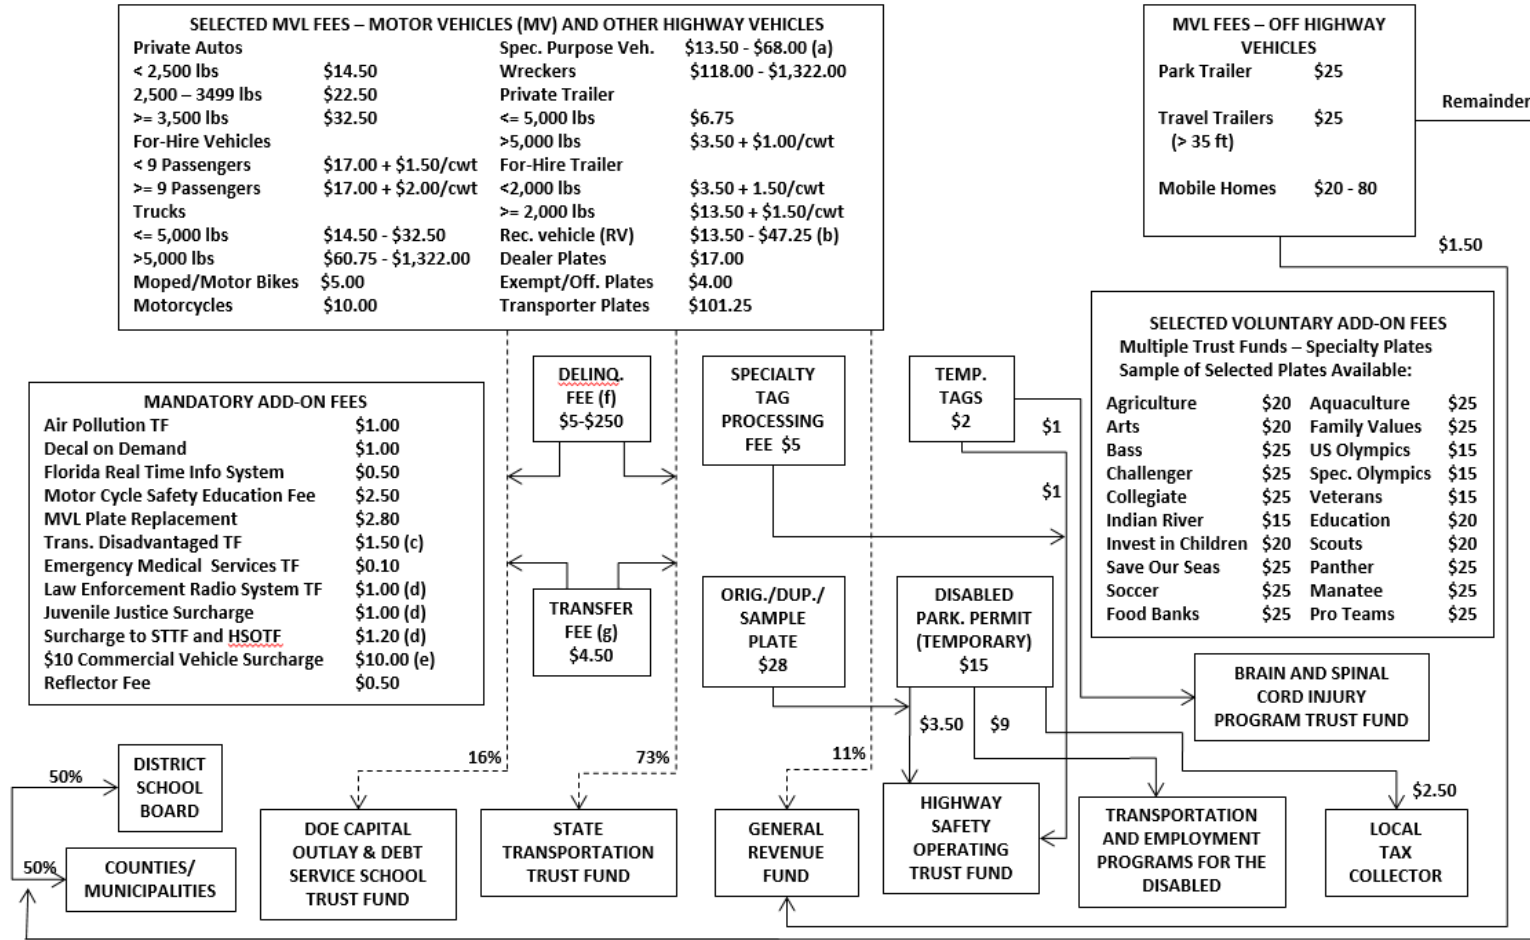 SELECTED MVL FEES – MOTOR VEHICLES (MV) AND OTHER HIGHWAY VEHICLES
Private Autos
< 2,500 lbs $14.50
2,500 – 3499 lbs $22.50
>= 3,500 lbs $32.50
For-Hire Vehicles
< 9 Passengers $17.00 + $1.50/cwt
>= 9 Passengers $17.00 + $2.00/cwt
Trucks
<= 5,000 lbs $14.50 - $32.50
>5,000 lbs $60.75 - $1,322.00
Moped/Motor Bikes $5.00
Motorcycles $10.00
Spec. Purpose Veh. $13.50 - $68.00 (a)
Wreckers $118.00 - $1,322.00
Private Trailer
<= 5,000 lbs $6.75
>5,000 lbs $3.50 + $1.00/cwt
For-Hire Trailer
<2,000 lbs $3.50 + 1.50/cwt
>= 2,000 lbs $13.50 + $1.50/cwt
Rec. vehicle (RV) $13.50 - $47.25 (b)
Dealer Plates $17.00
Exempt/Off. Plates $4.00
Transporter Plates $101.25
MVL FEES – OFF HIGHWAY
VEHICLES
Park Trailer $25
Travel Trailers $25
(> 35 ft)
Mobile Homes $20 - 80
Remainder
$1.50
MANDATORY ADD-ON FEES
Air Pollution TF $1.00
Decal on Demand $1.00
Florida Real Time Info System $0.50
Motor Cycle Safety Education Fee $2.50
MVL Plate Replacement $2.80
Trans. Disadvantaged TF $1.50 (c)
Emergency Medical Services TF $0.10
Law Enforcement Radio System TF $1.00 (d)
Juvenile Justice Surcharge $1.00 (d)
Surcharge to STTF and HSOTF $1.20 (d)
$10 Commercial Vehicle Surcharge $10.00 (e)
Reflector Fee $0.50
DELINQ.
FEE (f)
$5-$250
SPECIALTY
TAG
PROCESSING
FEE $5
TEMP.
TAGS
$2
$1
$1
SELECTED VOLUNTARY ADD-ON FEES
Multiple Trust Funds – Specialty Plates
Sample of Selected Plates Available:
Agriculture $20 Aquaculture $25
Arts $20 Family Values $25
Bass $25 US Olympics $15
Challenger $25 Spec. Olympics $15
Collegiate $25 Veterans $15
Indian River $15 Education $20
Invest in Children $20 Scouts $20
Save Our Seas $25 Panther $25
Soccer $25 Manatee $25
Food Banks $25 Pro Teams $25
TRANSFER
FEE (g)
$4.50
ORIG./DUP./
SAMPLE
PLATE
$28
DISABLED
PARK. PERMIT
(TEMPORARY)
$15
BRAIN AND SPINAL
CORD INJURY
PROGRAM TRUST FUND
$3.50 $9
16% 73% 11%
$2.50
50%
DISTRICT
SCHOOL
BOARD
50%
COUNTIES/
MUNICIPALITIES
DOE CAPITAL
OUTLAY & DEBT
SERVICE SCHOOL
TRUST FUND
STATE
TRANSPORTATION
TRUST FUND
GENERAL
REVENUE
FUND
HIGHWAY
SAFETY
OPERATING
TRUST FUND
TRANSPORTATION
AND EMPLOYMENT
PROGRAMS FOR THE
DISABLED
LOCAL
TAX
COLLECTOR